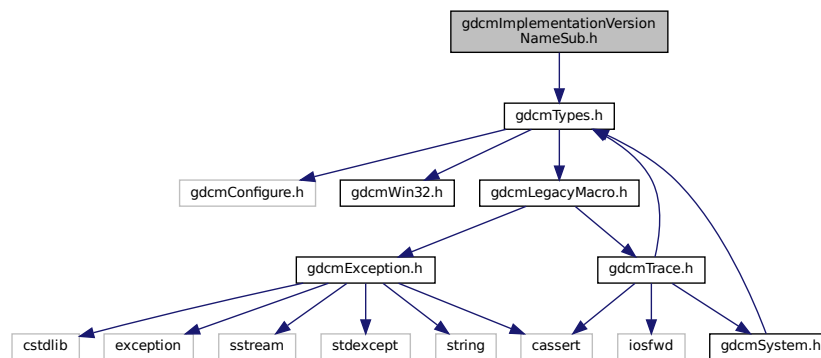 gdcmImplementationVersion
NameSub.h
gdcmTypes.h
gdcmConfigure.h
gdcmWin32.h
gdcmLegacyMacro.h
gdcmException.h
gdcmTrace.h
cstdlib
exception
sstream
stdexcept
string
cassert
iosfwd
gdcmSystem.h